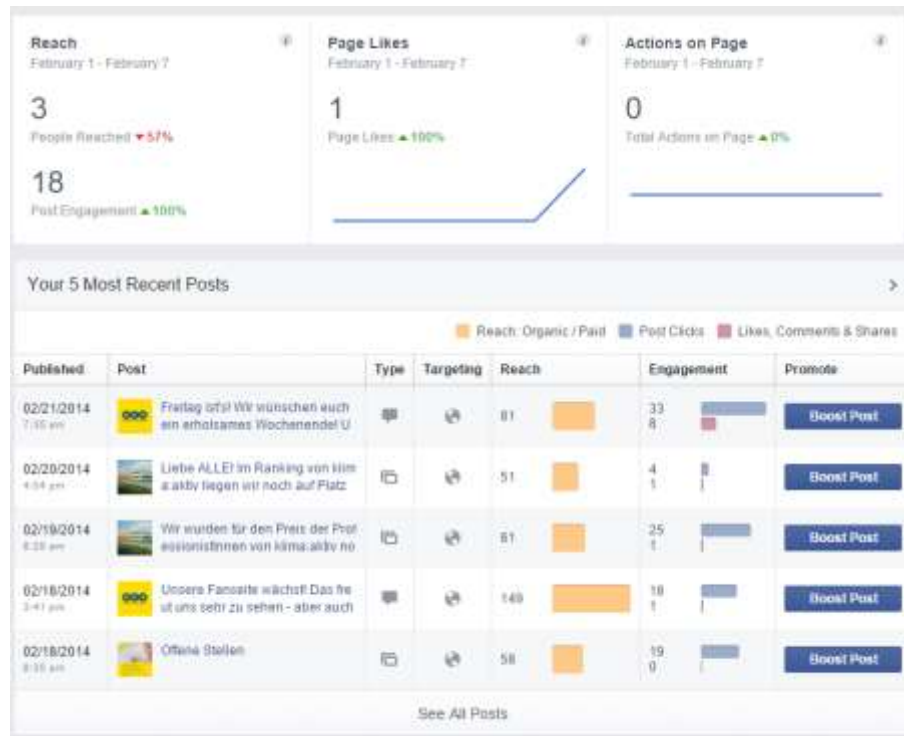 Reach
February 1 - February 7
3
People Reached 57%
18
Post Engagement 100%
Page Likes
February 1 - February 7
1
Page Likes 100%
Actions on Page
February 1 - February 7
0
Total Actions on Page 0%
Your 5 Most Recent Posts
Reach: Organic / Paid Post Clicks Likes, Comments & Shares
Published Post Type Targeting Reach Engagement Promote
02/21/2014 Freitag ist's! Wir wünschen euch 81 33 Boost Post
ein erholsames Wochenende! U 8
02/20/2014 Liebe ALLE! Im Ranking von klim 51 4 Boost Post
a:aktiv liegen wir noch auf Platz 1
02/19/2014 Wir wurden für den Preis der Prof 61 25 Boost Post
essionistInnen von klima:aktiv no 1
02/18/2014 Unsere Fanseite wächst! Das fre 149 Boost Post
ut uns sehr zu sehen - aber auch 1
02/18/2014 Offene Stellen 58 19 Boost Post
0
See All Posts